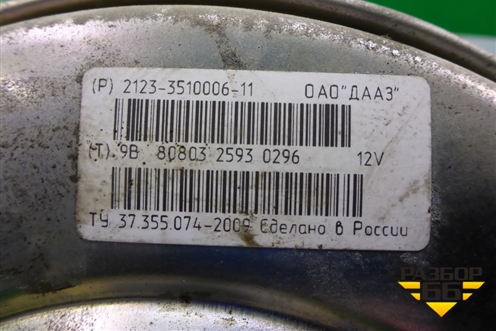 (P) 2123-3510006-11 ОАО"ДААЗ"
(T) 9B 80803 2593 0296 12V
ТУ 37.355.074-2009 Сделано в России
РАЗБОР
66